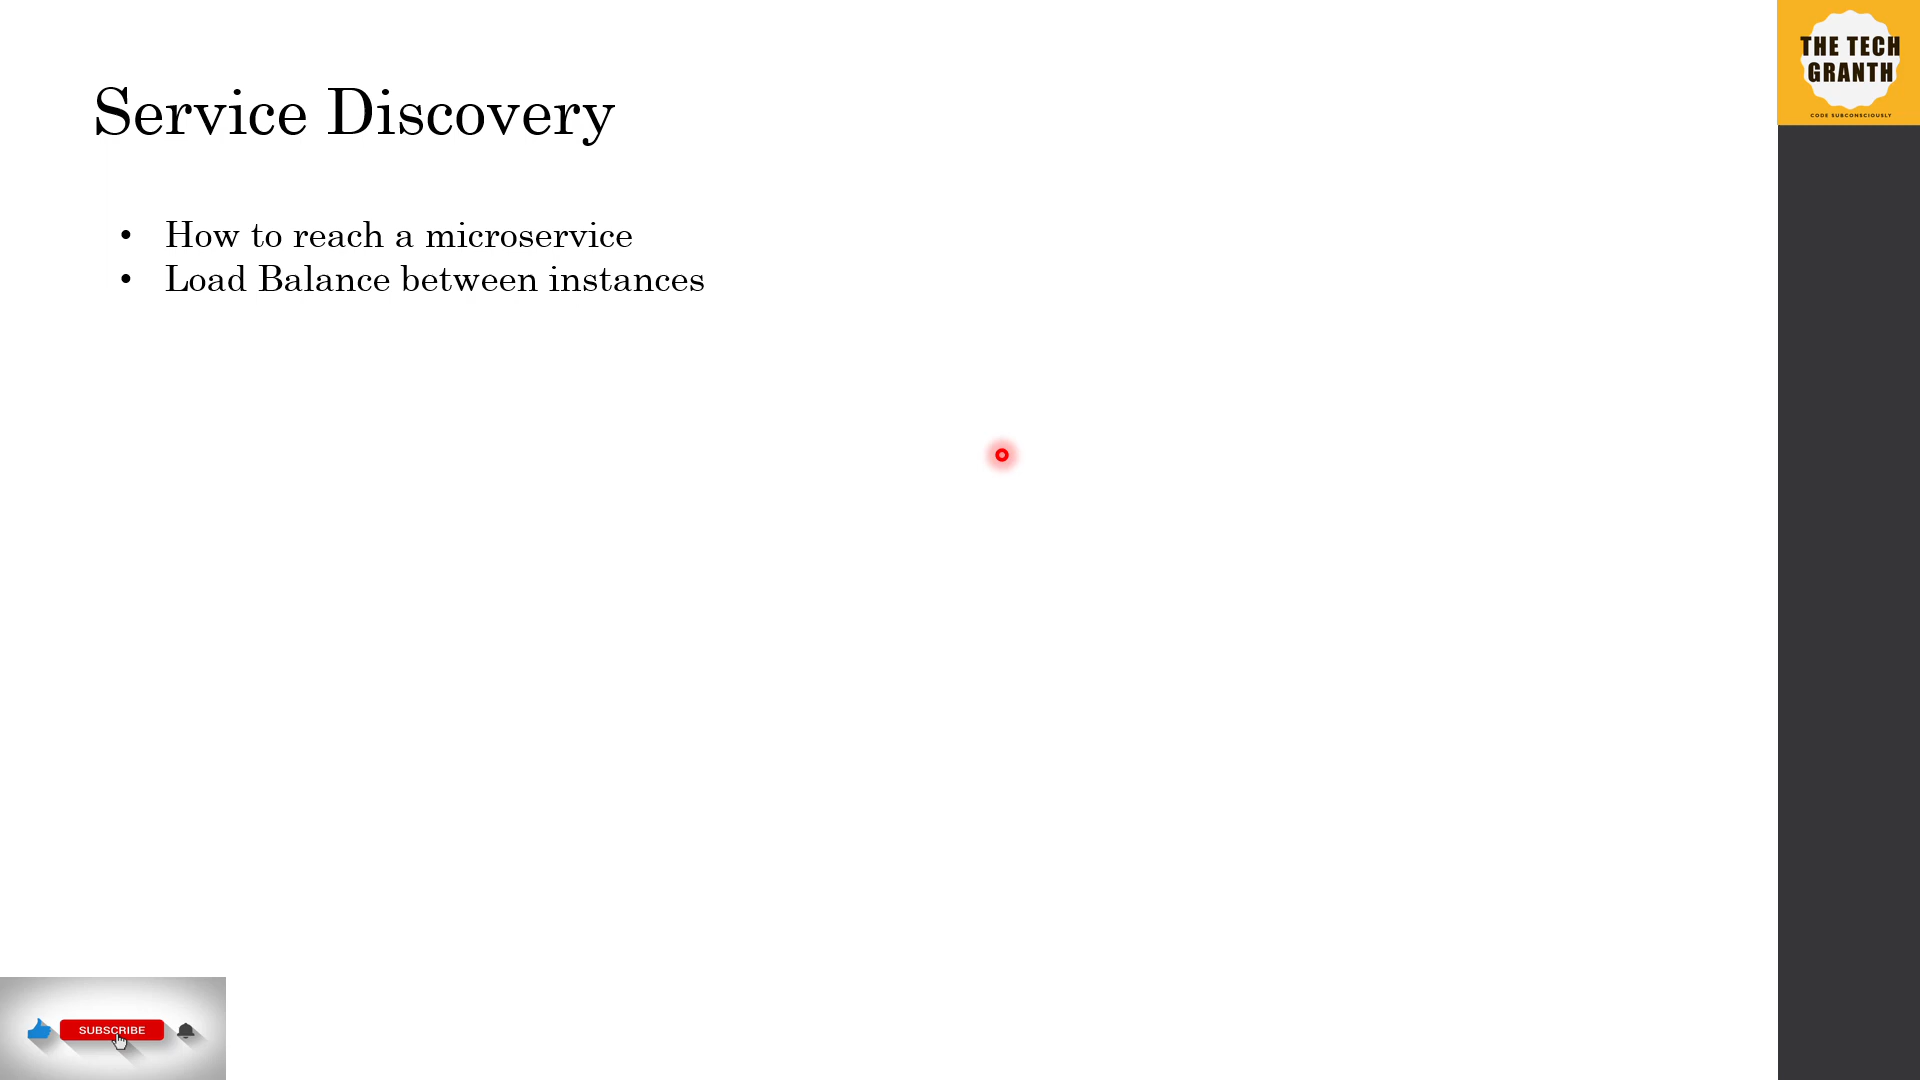 Service Discovery
THE TECH
GRANTH
CODE SUBCONSCIOUSLY
• How to reach a microservice
• Load Balance between instances
SUBSCRIBE